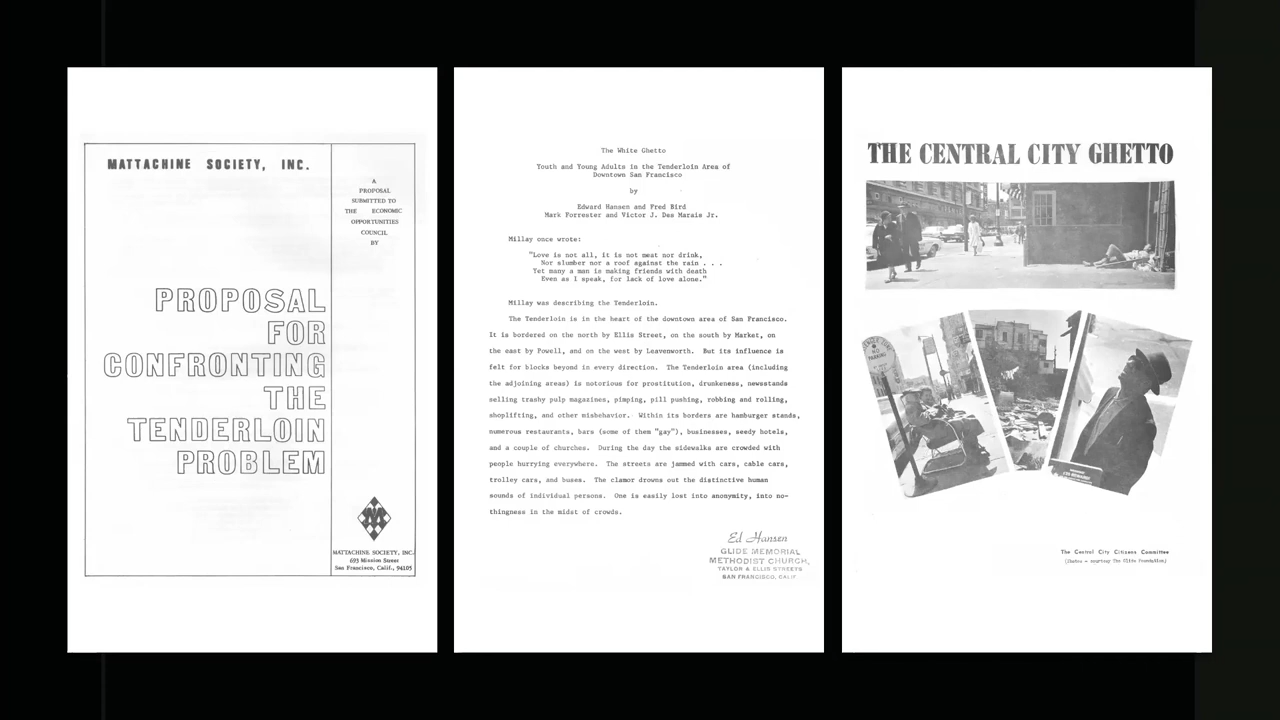 MATTACHINE SOCIETY, INC.
A
PROPOSAL
SUBMITTED TO
THE ECONOMIC
OPPORTUNITIES
COUNCIL
BY
PROPOSAL
FOR
CONFRONTING
THE
TENDERLOIN
PROBLEM
MATTACHINE SOCIETY, INC.
693 Mission Street
San Francisco, Calif., 94105
The White Ghetto
Youth and Young Adults in the Tenderloin Area of
Downtown San Francisco
by
Edward Hansen and Fred Bird
Mark Forrester and Victor J. Des Marais Jr.
Millay once wrote:
"Love is not all, it is not meat nor drink,
Nor slumber nor a roof against the rain . . .
Yet many a man is making friends with death
Even as I speak, for lack of love alone."
Millay was describing the Tenderloin.
The Tenderloin is in the heart of the downtown area of San Francisco.
It is bordered on the north by Ellis Street, on the south by Market, on
the east by Powell, and on the west by Leavenworth. But its influence is
felt for blocks beyond in every direction. The Tenderloin area (including
the adjoining areas) is notorious for prostitution, drunkeness, newsstands
selling trashy pulp magazines, pimping, pill pushing, robbing and rolling,
shoplifting, and other misbehavior. Within its borders are hamburger stands,
numerous restaurants, bars (some of them "gay"), businesses, seedy hotels,
and a couple of churches. During the day the sidewalks are crowded with
people hurrying everywhere. The streets are jammed with cars, cable cars,
trolley cars, and buses. The clamor drowns out the distinctive human
sounds of individual persons. One is easily lost into anonymity, into no-
thingness in the midst of crowds.
Ed Hansen
GLIDE MEMORIAL
METHODIST CHURCH,
TAYLOR & ELLIS STREETS
SAN FRANCISCO, CALIF
THE CENTRAL CITY GHETTO
NO
PARKING
The Central City Citizens Committee